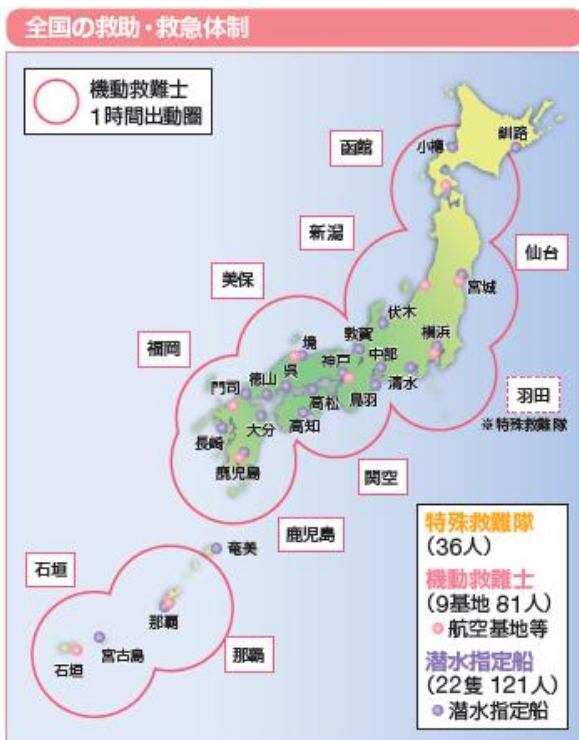 全国の救助・救急体制
機動救難士
1時間出動圏
函館
小樽
釧路
新潟
仙台
美保
宮城
伏木
福岡
境
敦賀
横浜
呉
神戸
中部
門司
徳山
清水
羽田
高松
鳥羽
※特殊救難隊
大分
高知
長崎
関空
鹿児島
鹿児島
特殊救難隊
(36人)
奄美
石垣
機動救難士
(9基地 81人)
航空基地等
那覇
宮古島
那覇
石垣
潜水指定船
(22隻 121人)
潜水指定船